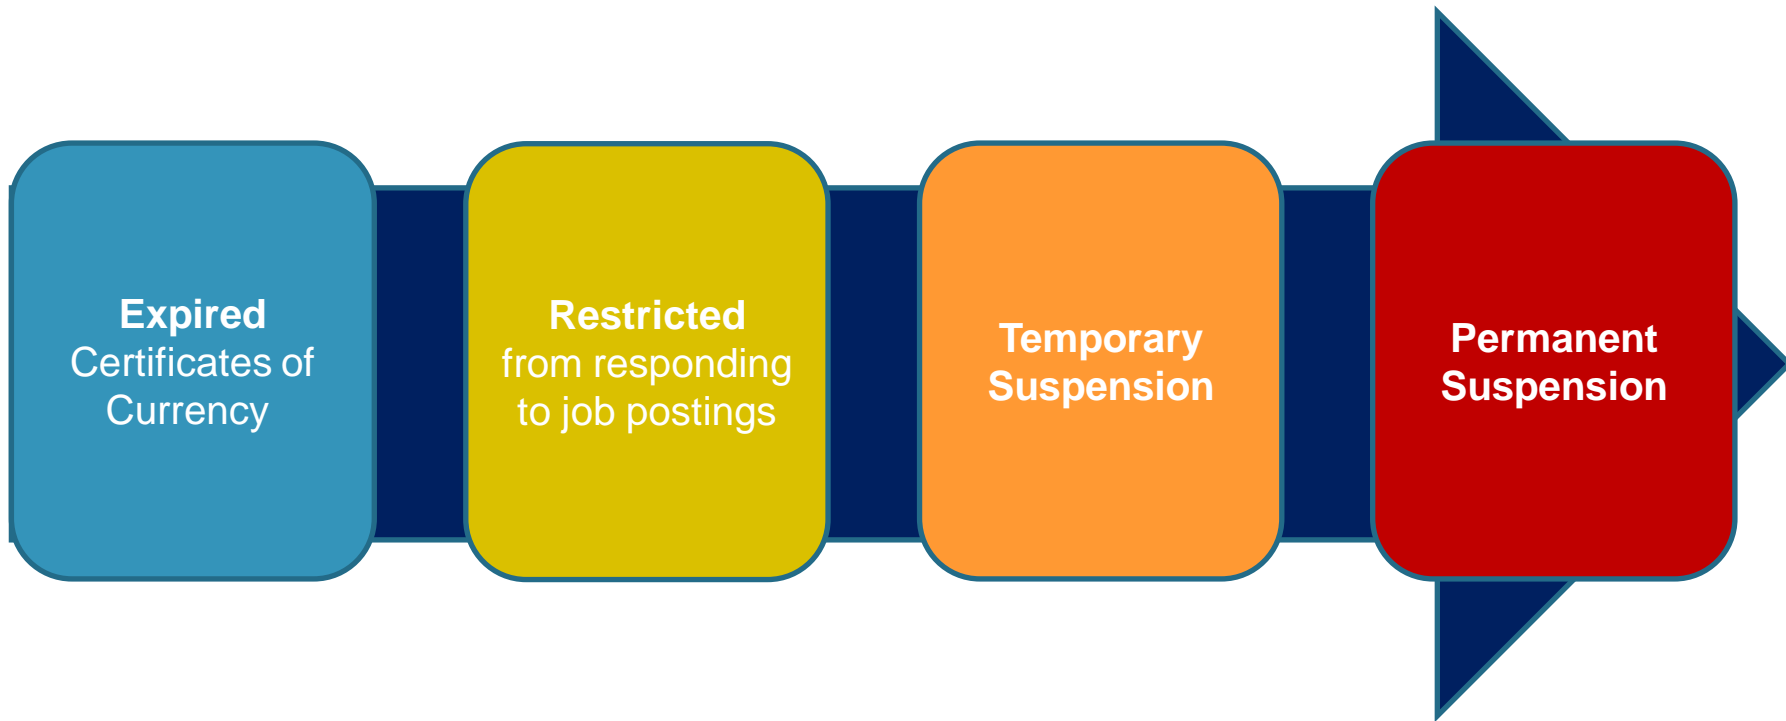 Expired
Certificates of
Currency
Restricted
from responding
to job postings
Temporary
Suspension
Permanent
Suspension